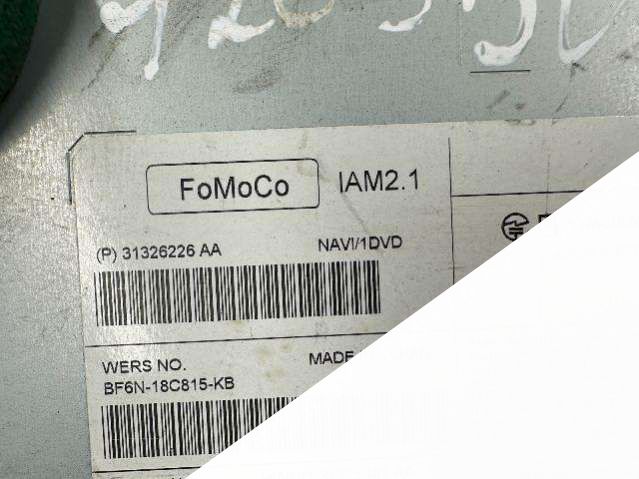 FoMoCo IAM2.1
(P) 31326226 AA NAVI/1DVD
WERS NO. MADE
BF6N-18C815-KB